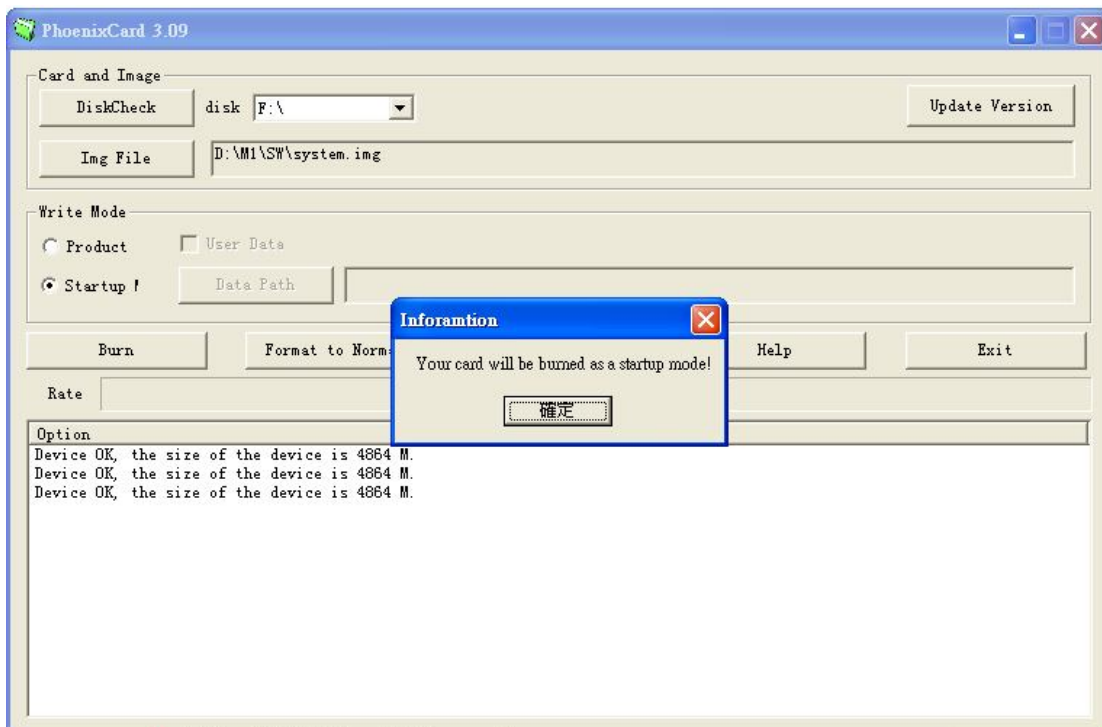 PhoenixCard 3.09
Card and Image
DiskCheck disk F:\ Update Version
Img File D:\M1\SW\system.img
Write Mode
Product User Data
Startup Data Path
Inforamtion
Your card will be burned as a startup mode!
確定
Burn Format to Norm Help Exit
Rate
Option
Device OK, the size of the device is 4864 M.
Device OK, the size of the device is 4864 M.
Device OK, the size of the device is 4864 M.